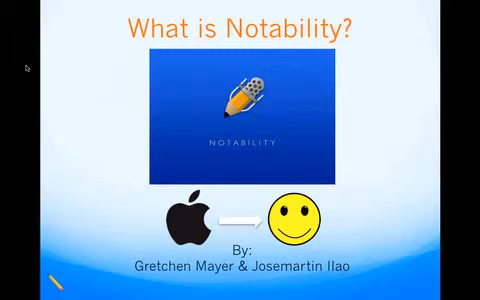 What is Notability?
NOTABILITY
By:
Gretchen Mayer & Josemartin Ilao